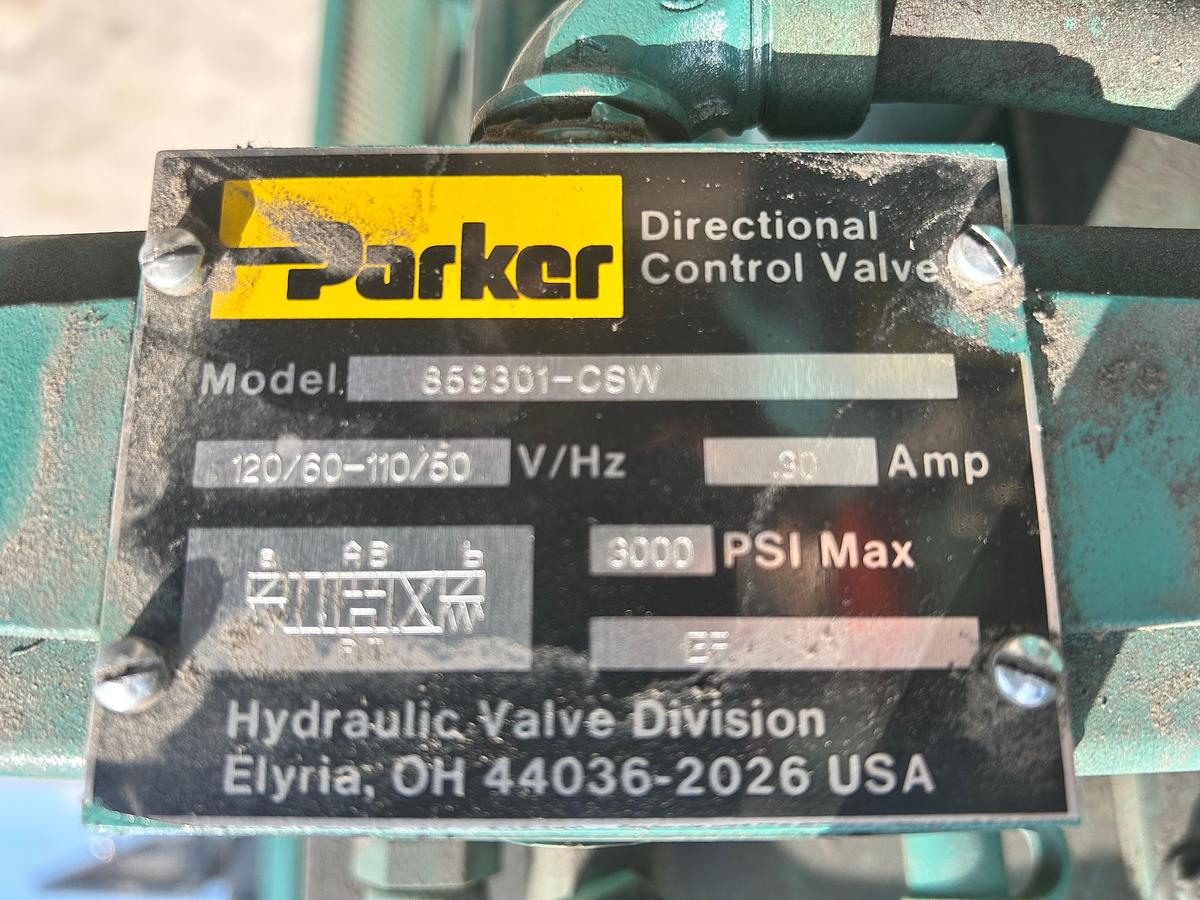 Parker
Directional
Control Valve
Model. 859301-CSW
120/60-110/50 V/Hz .30 Amp
a A B b
3000 PSI Max
P T
Hydraulic Valve Division
Elyria, OH 44036-2026 USA